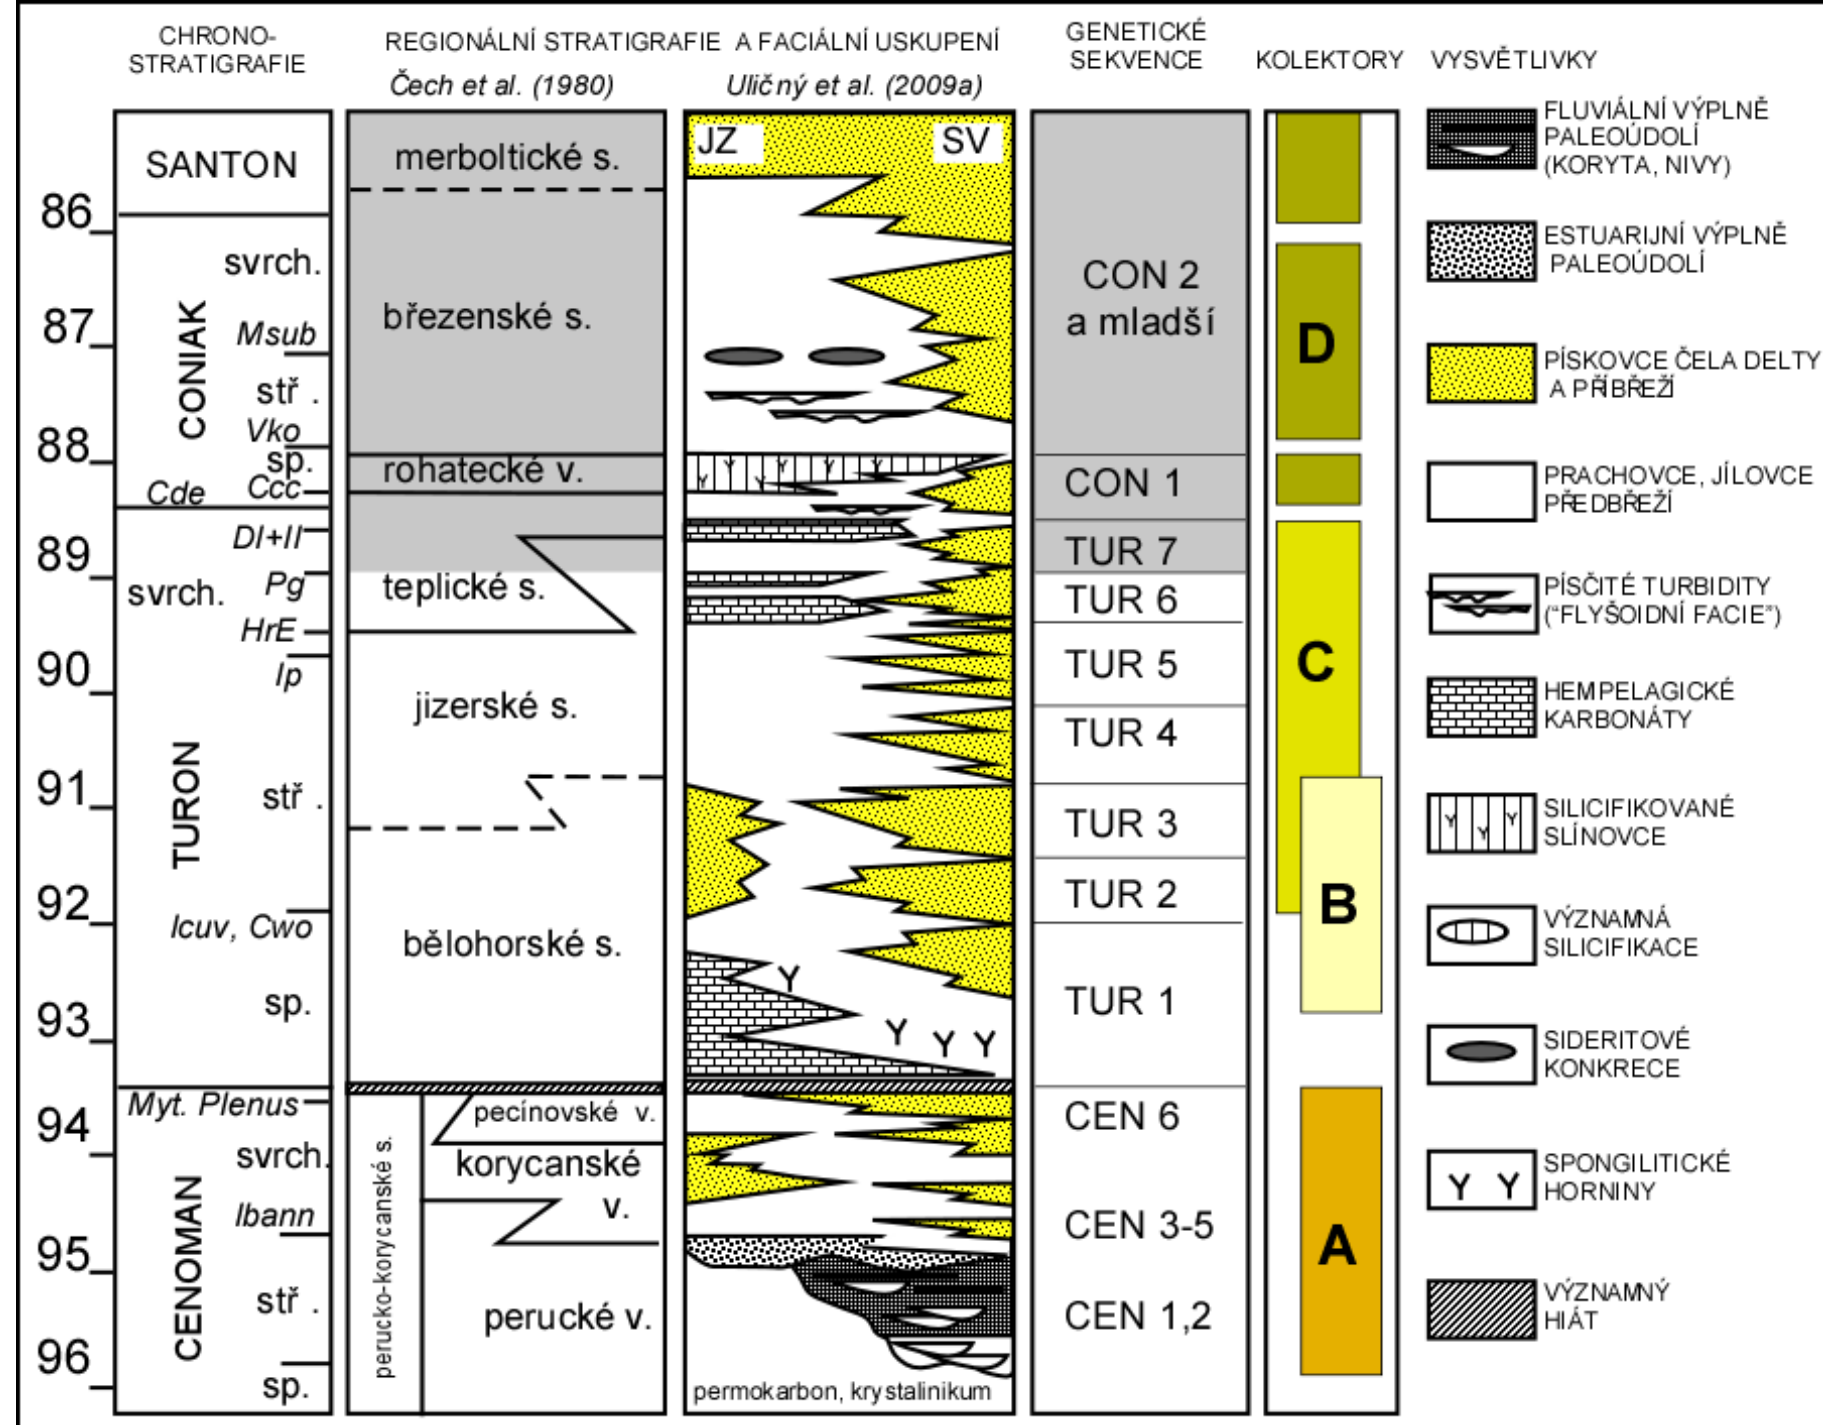 CHRONO-
STRATIGRAFIE
REGIONÁLNÍ STRATIGRAFIE A FACIÁLNÍ USKUPENÍ
Čech et al. (1980)
Uličný et al. (2009a)
GENETICKÉ
SEKVENCE
KOLEKTORY
VYSVĚTLIVKY
86
87
88
89
90
91
92
93
94
95
96
SANTON
CONIAK
svrch.
Msub
stř .
Vko
sp.
Cde
Ccc
TURON
DI+II
svrch.
Pg
HrE
Ip
stř .
Icuv, Cwo
sp.
CENOMAN
Myt. Plenus
svrch.
Ibann
stř .
sp.
merboltické s.
březenské s.
rohatecké v.
teplické s.
jizerské s.
bělohorské s.
perucko-korycanské s.
pecínovské v.
korycanské
v.
perucké v.
JZ
SV
permokarbon, krystalinikum
CON 2
a mladší
CON 1
TUR 7
TUR 6
TUR 5
TUR 4
TUR 3
TUR 2
TUR 1
CEN 6
CEN 3-5
CEN 1,2
D
C
B
A
FLUVIÁLNÍ VÝPLNĚ
PALEOÚDOLÍ
(KORYTA, NIVY)
ESTUARIJNÍ VÝPLNĚ
PALEOÚDOLÍ
PÍSKOVCE ČELA DELTY
A PŘÍBŘEŽÍ
PRACHOVCE, JÍLOVCE
PŘEDBŘEŽÍ
PÍSČITÉ TURBIDITY
("FLYŠOIDNÍ FACIE")
HEMPELAGICKÉ
KARBONÁTY
SILICIFIKOVANÉ
SLÍNOVCE
VÝZNAMNÁ
SILICIFIKACE
SIDERITOVÉ
KONKRECE
SPONGILITICKÉ
HORNINY
VÝZNAMNÝ
HIÁT